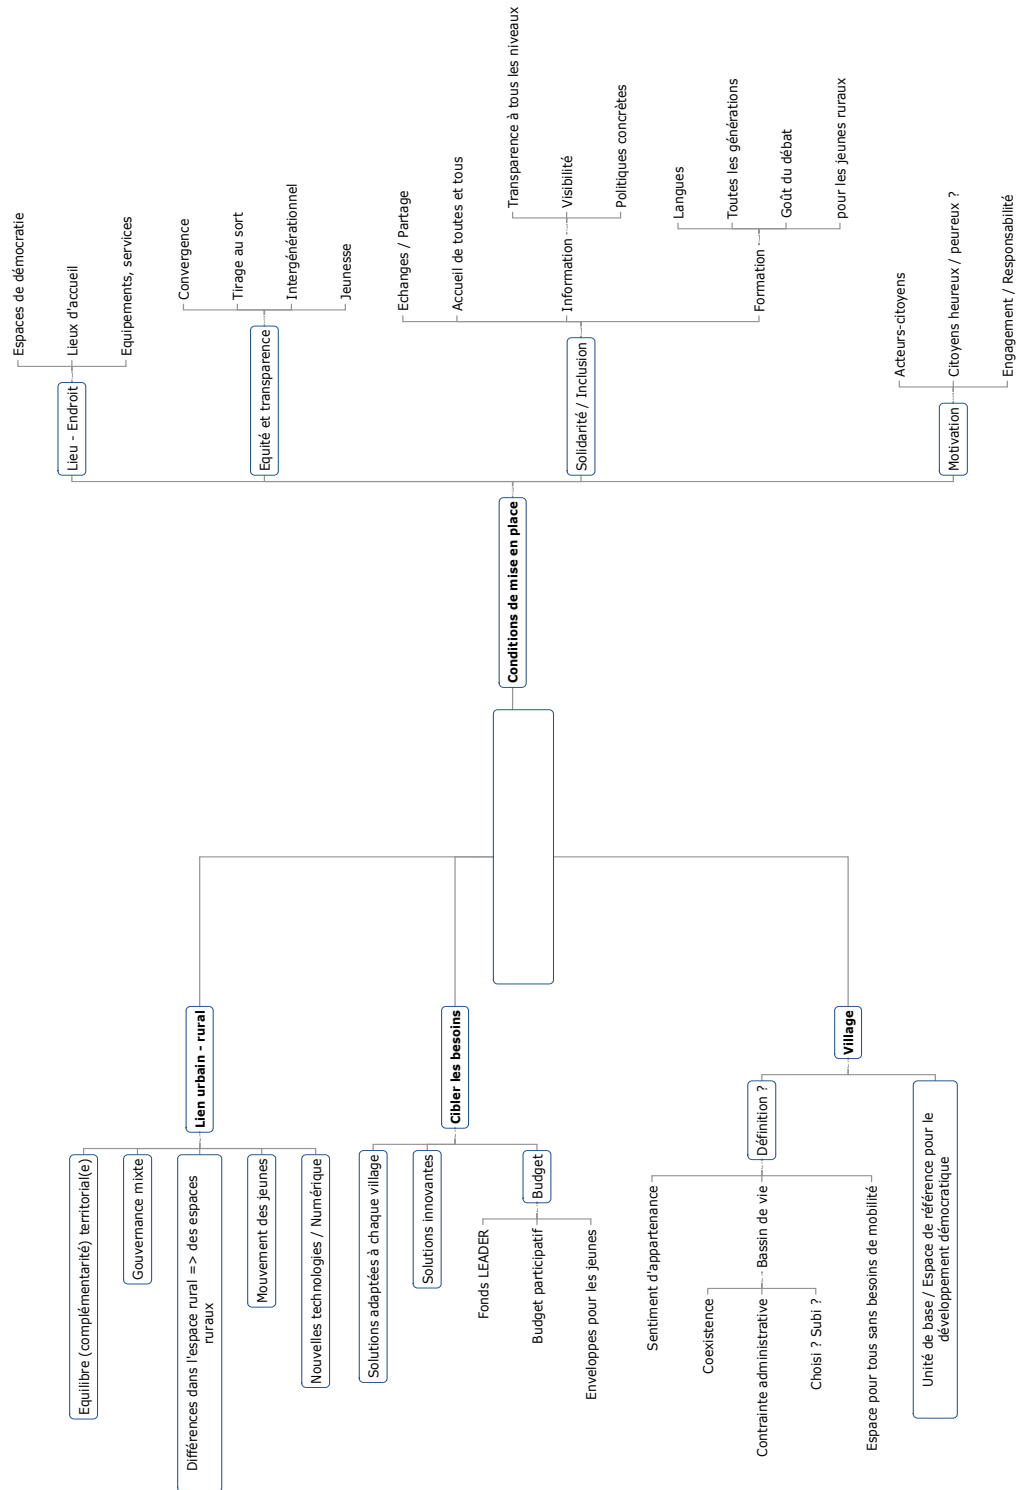 Lien urbain - rural
Equilibre (complémentarité) territorial(e)
Gouvernance mixte
Différences dans l'espace rural => des espaces
ruraux
Mouvement des jeunes
Nouvelles technologies / Numérique
Cibler les besoins
Solutions adaptées à chaque village
Solutions innovantes
Budget
Fonds LEADER
Budget participatif
Enveloppes pour les jeunes
Village
Définition ?
Sentiment d'appartenance
Bassin de vie
Coexistence
Contrainte administrative
Choisi ? Subi ?
Espace pour tous sans besoins de mobilité
Unité de base / Espace de référence pour le
développement démocratique
Conditions de mise en place
Lieu - Endroit
Espaces de démocratie
Lieux d'accueil
Equipements, services
Equité et transparence
Convergence
Tirage au sort
Intergénérationnel
Jeunesse
Solidarité / Inclusion
Echanges / Partage
Accueil de toutes et tous
Information
Transparence à tous les niveaux
Visibilité
Politiques concrètes
Formation
Langues
Toutes les générations
Goût du débat
pour les jeunes ruraux
Motivation
Acteurs-citoyens
Citoyens heureux / peureux ?
Engagement / Responsabilité